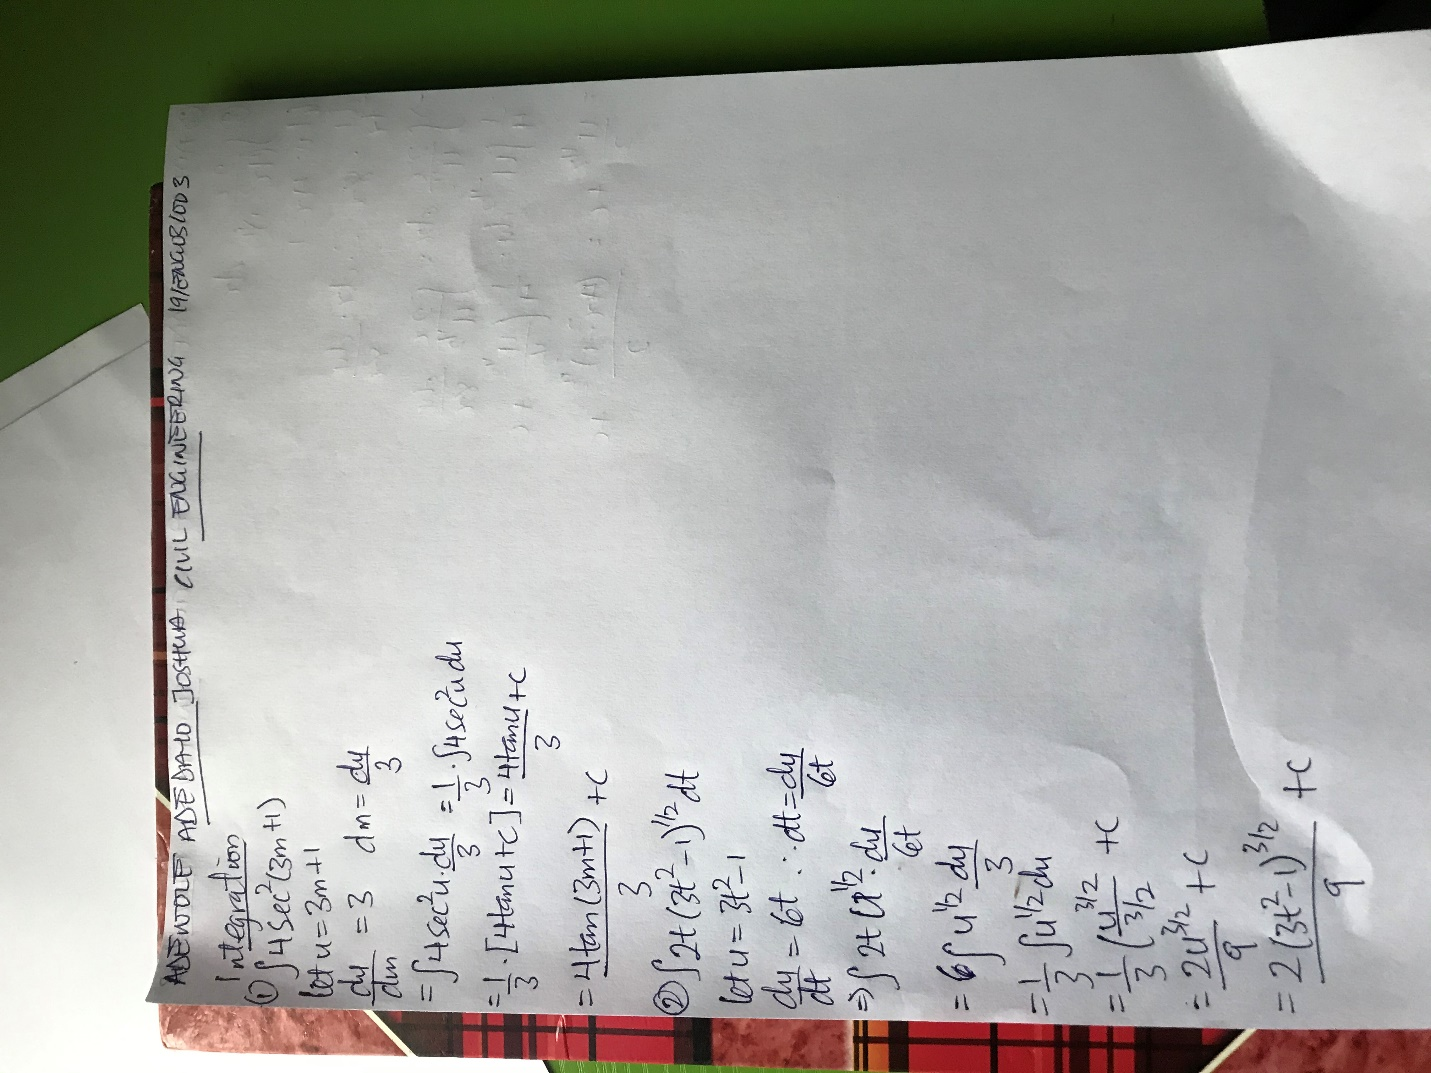 ADEWOLE ADEDAMO JOSHUA CIVIL ENGINEERING 19/ENG03/003
Integration
① ∫4sec²(3m+1)
let u = 3m+1
du/dm = 3 dm = du/3
= ∫4sec²u · du/3 = 1/3 · ∫4sec²u du
= 1/3 · [4tanu+c] = 4tanu/3 + c
= 4tan(3m+1)/3 + c
② ∫2t(3t²-1)^1/2 dt
let u = 3t²-1
du/dt = 6t ∴ dt = du/6t
⇒ ∫2t u^1/2 · du/6t
= ∫u^1/2 du/3
= 1/3 ∫u^1/2 du
= 1/3 (u^3/2 / 3/2 + c
= 2u^3/2 / 9 + c
= 2(3t²-1)^3/2 / 9 + c